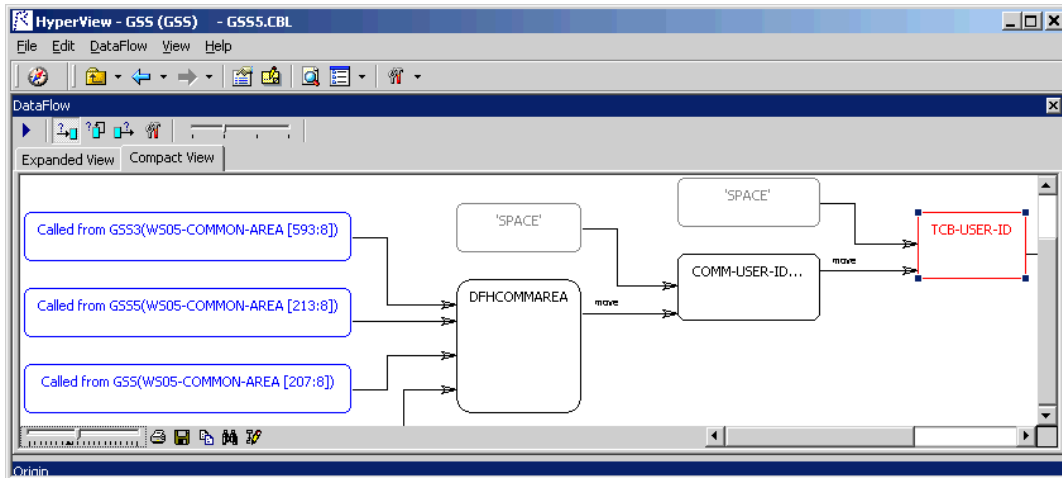 HyperView - GSS (GSS) - GSS5.CBL
File Edit DataFlow View Help
DataFlow
Expanded View Compact View
'SPACE'
'SPACE'
Called from GSS3(WS05-COMMON-AREA [593:8])
TCB-USER-ID
move
COMM-USER-ID...
DFHCOMMAREA
move
Called from GSS5(WS05-COMMON-AREA [213:8])
Called from GSS(WS05-COMMON-AREA [207:8])
Origin